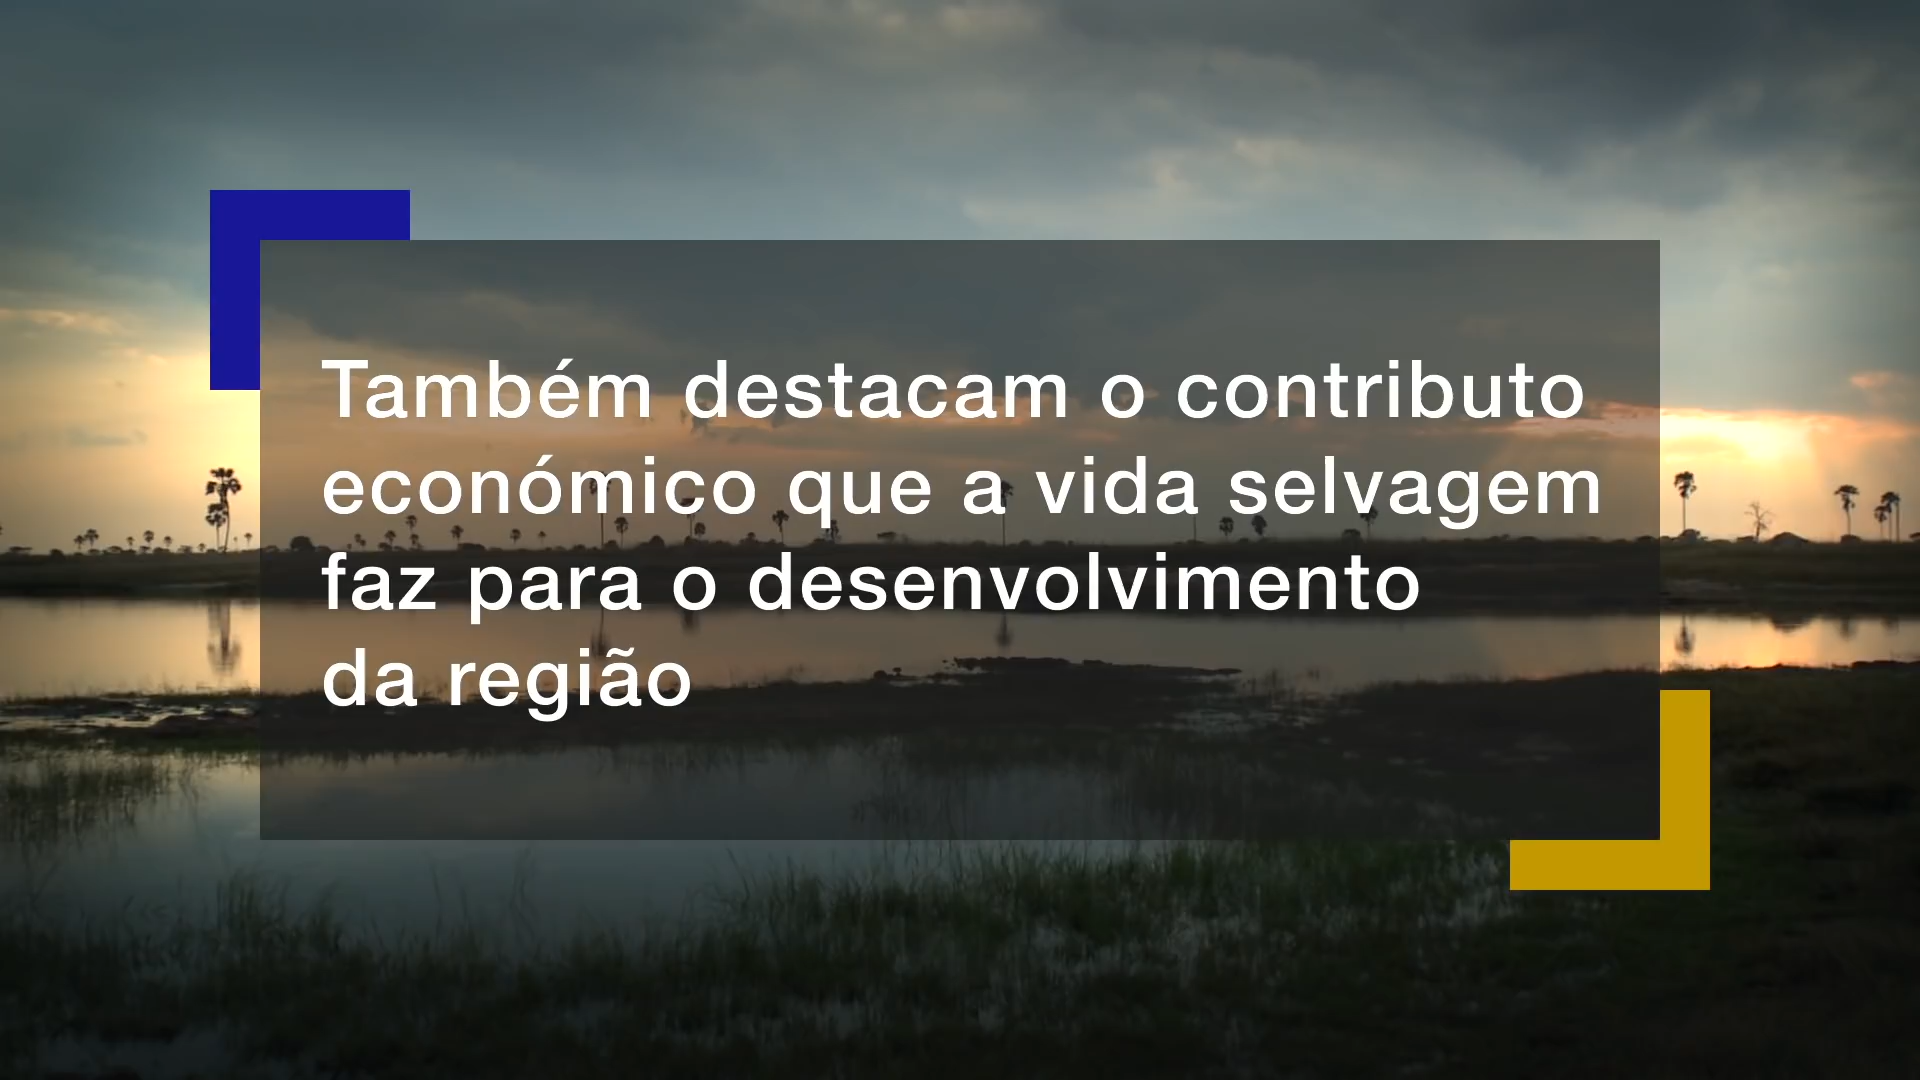 Também destacam o contributo
económico que a vida selvagem
faz para o desenvolvimento
da região